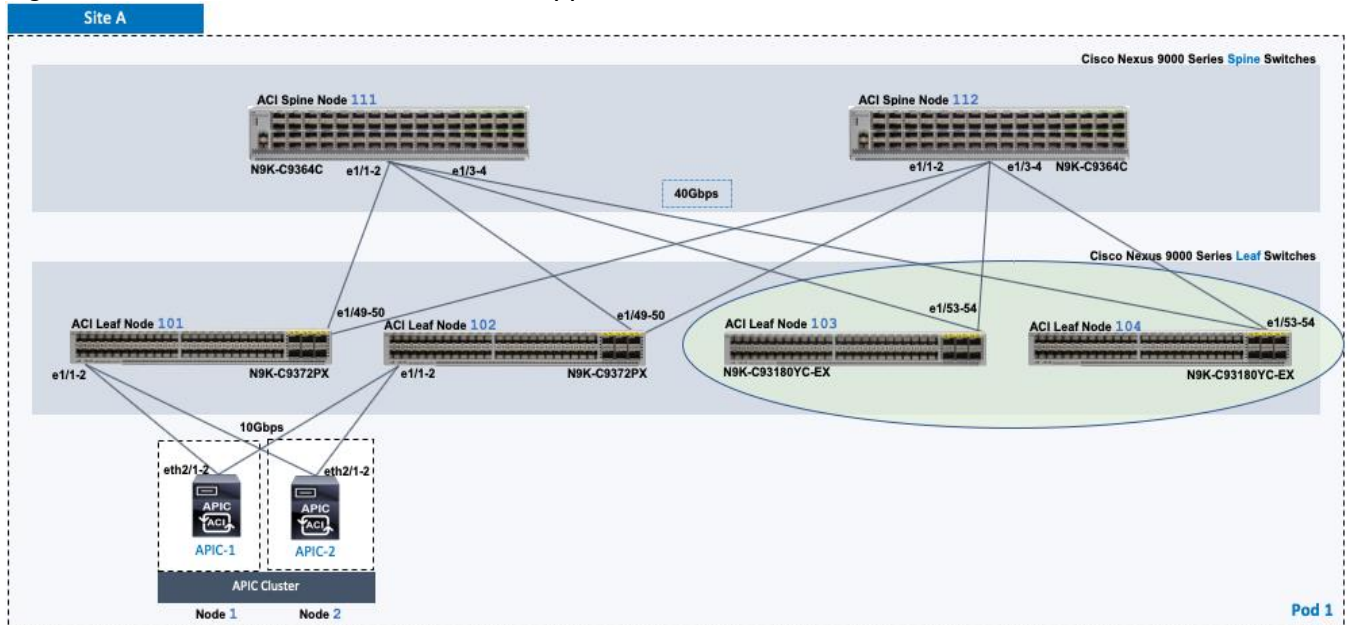 Site A
Cisco Nexus 9000 Series Spine Switches
ACI Spine Node 111
ACI Spine Node 112
N9K-C9364C
e1/1-2
e1/3-4
e1/1-2
e1/3-4
N9K-C9364C
40Gbps
Cisco Nexus 9000 Series Leaf Switches
e1/49-50
e1/49-50
e1/53-54
e1/53-54
ACI Leaf Node 101
ACI Leaf Node 102
ACI Leaf Node 103
ACI Leaf Node 104
e1/1-2
N9K-C9372PX
e1/1-2
N9K-C9372PX
N9K-C93180YC-EX
N9K-C93180YC-EX
10Gbps
eth2/1-2
eth2/1-2
APIC
ACI
APIC
ACI
APIC-1
APIC-2
APIC Cluster
Node 1
Node 2
Pod 1